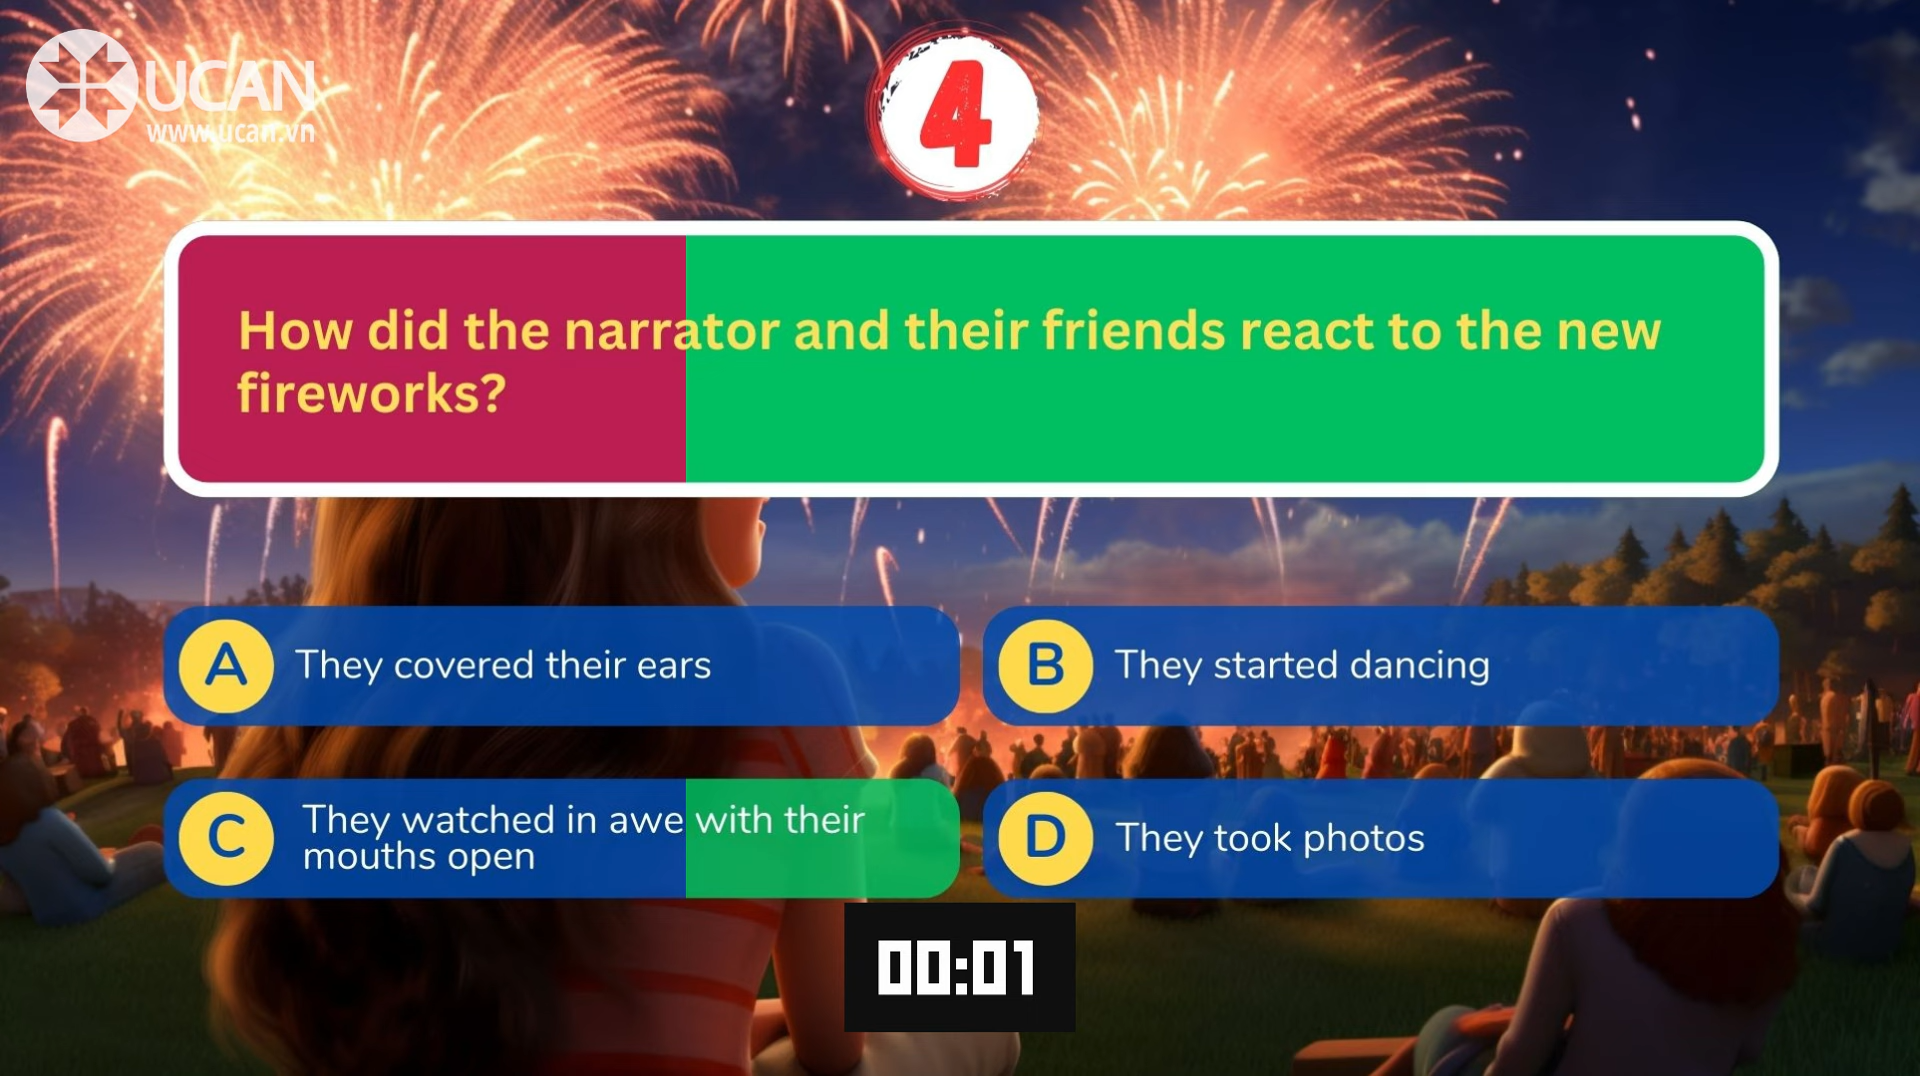 UCAN
www.ucan.vn
4
How did the narrator and their friends react to the new
fireworks?
A They covered their ears
B They started dancing
C They watched in awe with their
mouths open
D They took photos
00:01